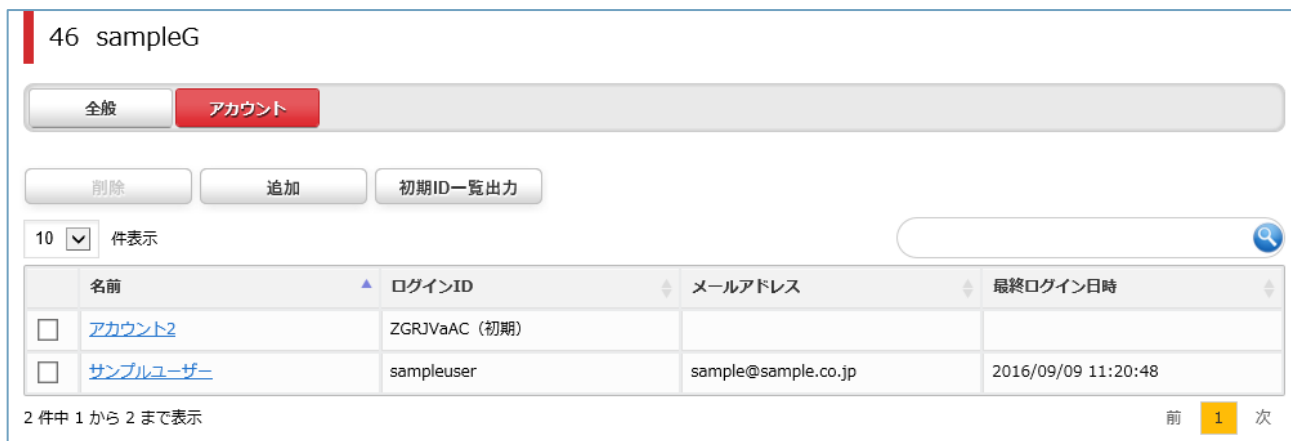 46 sampleG
全般 アカウント
削除 追加 初期ID一覧出力
10 件表示
名前 ログインID メールアドレス 最終ログイン日時
アカウント2 ZGRJVaAC（初期）
サンプルユーザー sampleuser sample@sample.co.jp 2016/09/09 11:20:48
2 件中 1 から 2 まで表示 前 1 次